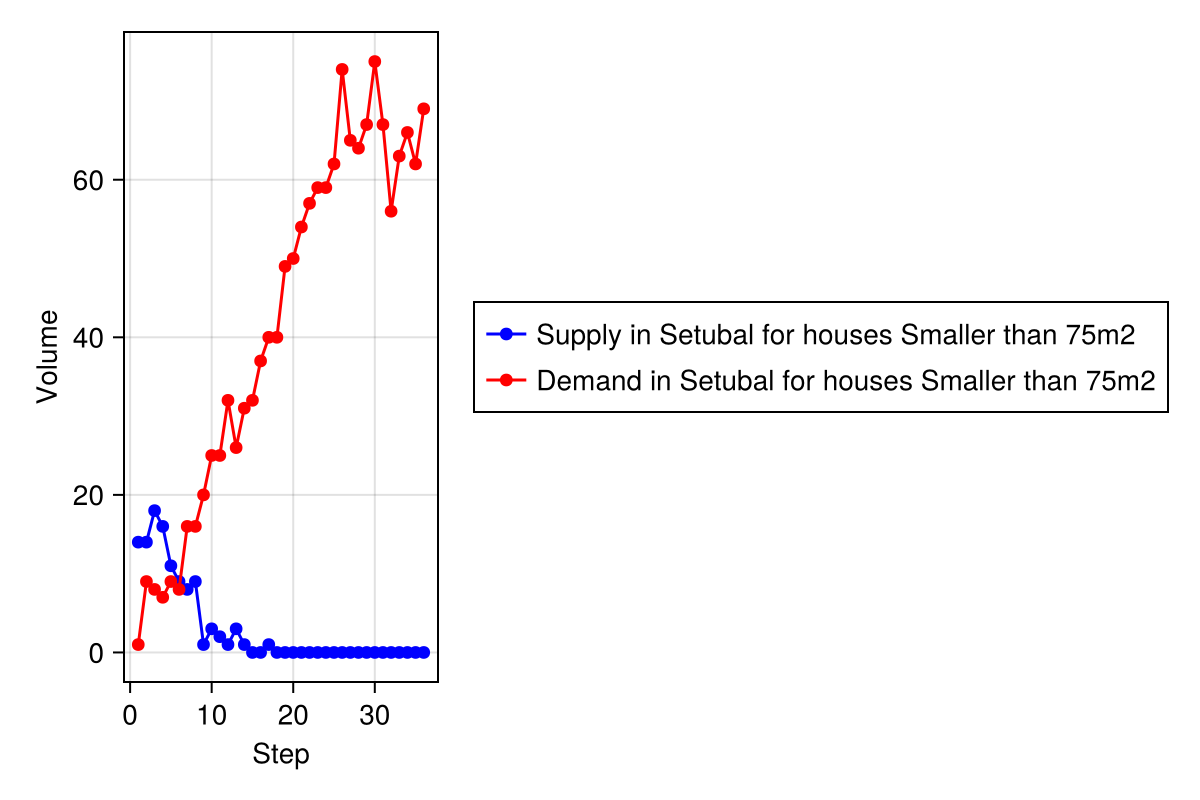 Volume
60
40
20
0
0 10 20 30
Step
Supply in Setubal for houses Smaller than 75m2
Demand in Setubal for houses Smaller than 75m2